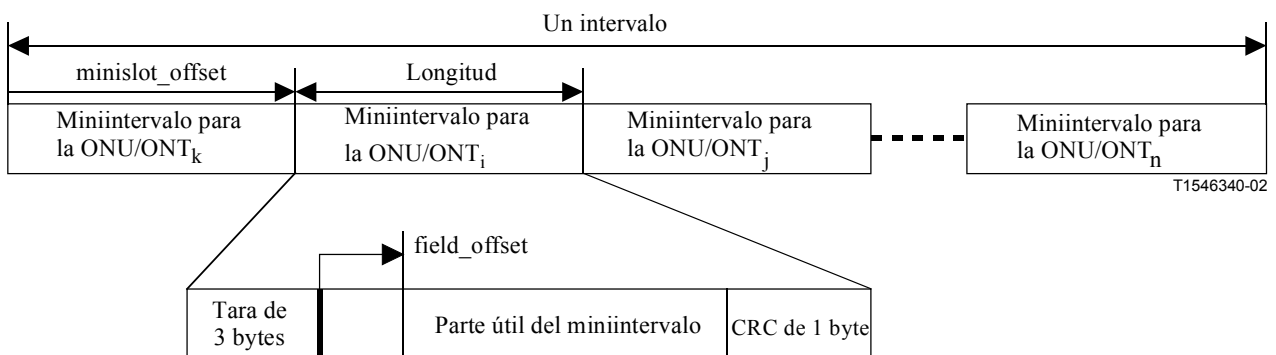 Un intervalo
minislot_offset
Longitud
Miniintervalo para
la ONU/ONTk
Miniintervalo para
la ONU/ONTi
Miniintervalo para
la ONU/ONTj
Miniintervalo para
la ONU/ONTn
T1546340-02
field_offset
Tara de
3 bytes
Parte útil del miniintervalo
CRC de 1 byte